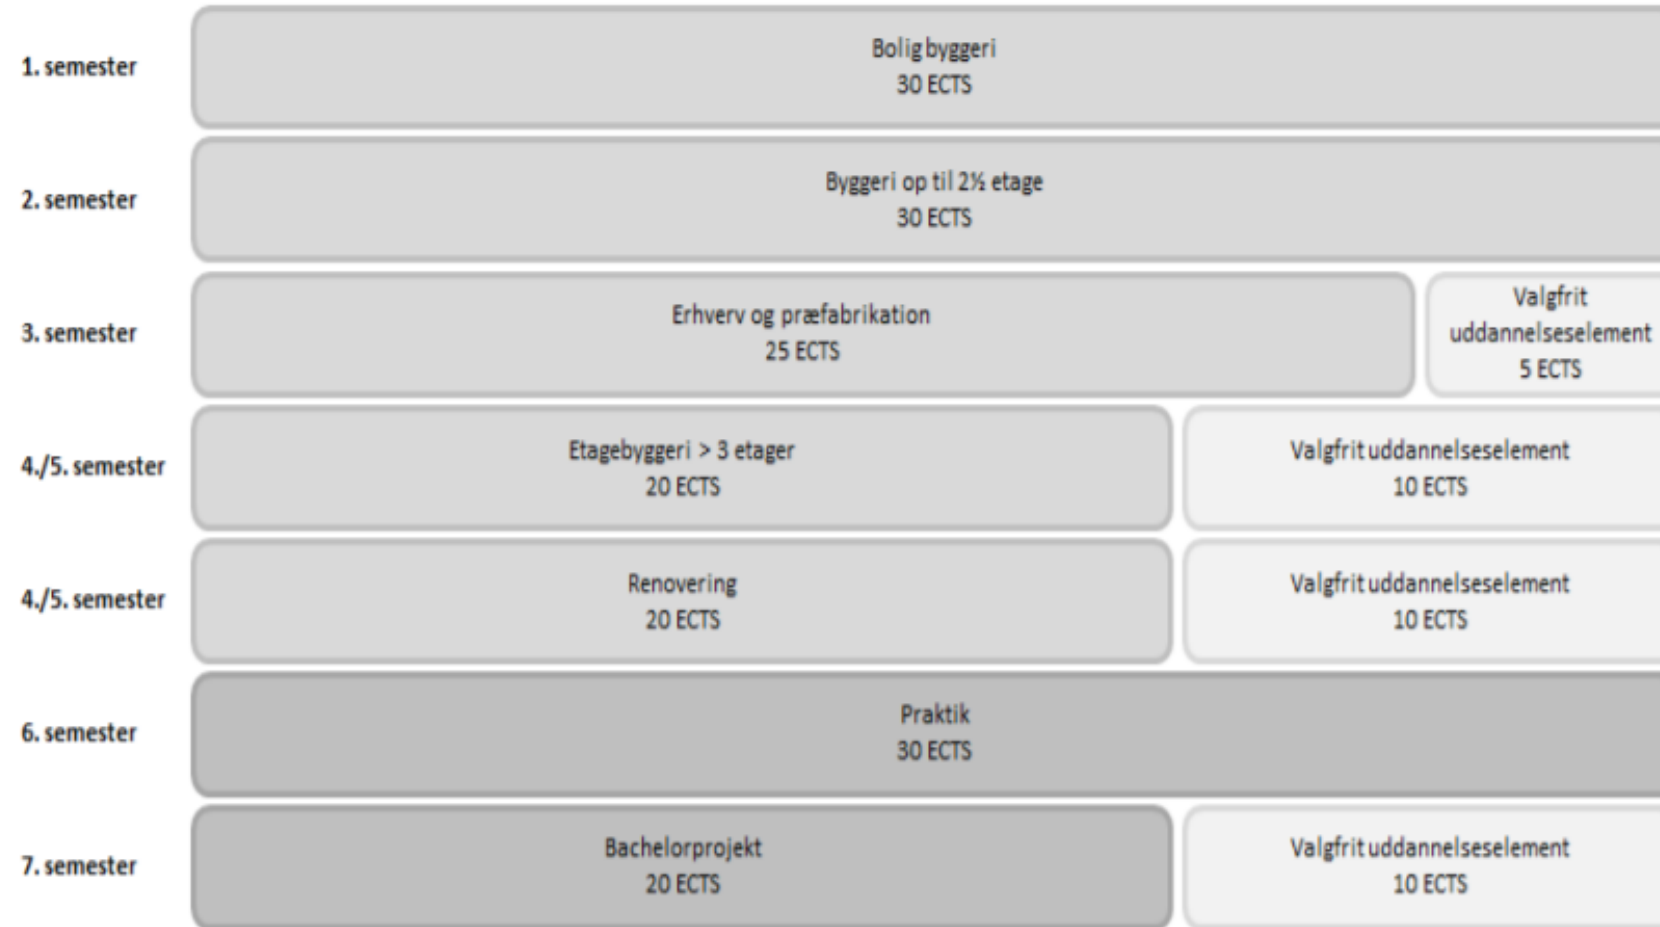 1. semester
Bolig byggeri
30 ECTS
2. semester
Byggeri op til 2½ etage
30 ECTS
3. semester
Erhverv og præfabrikation
25 ECTS
Valgfrit
uddannelseselement
5 ECTS
4./5. semester
Etagebyggeri > 3 etager
20 ECTS
Valgfrit uddannelseselement
10 ECTS
4./5. semester
Renovering
20 ECTS
Valgfrit uddannelseselement
10 ECTS
6. semester
Praktik
30 ECTS
7. semester
Bachelorprojekt
20 ECTS
Valgfrit uddannelseselement
10 ECTS